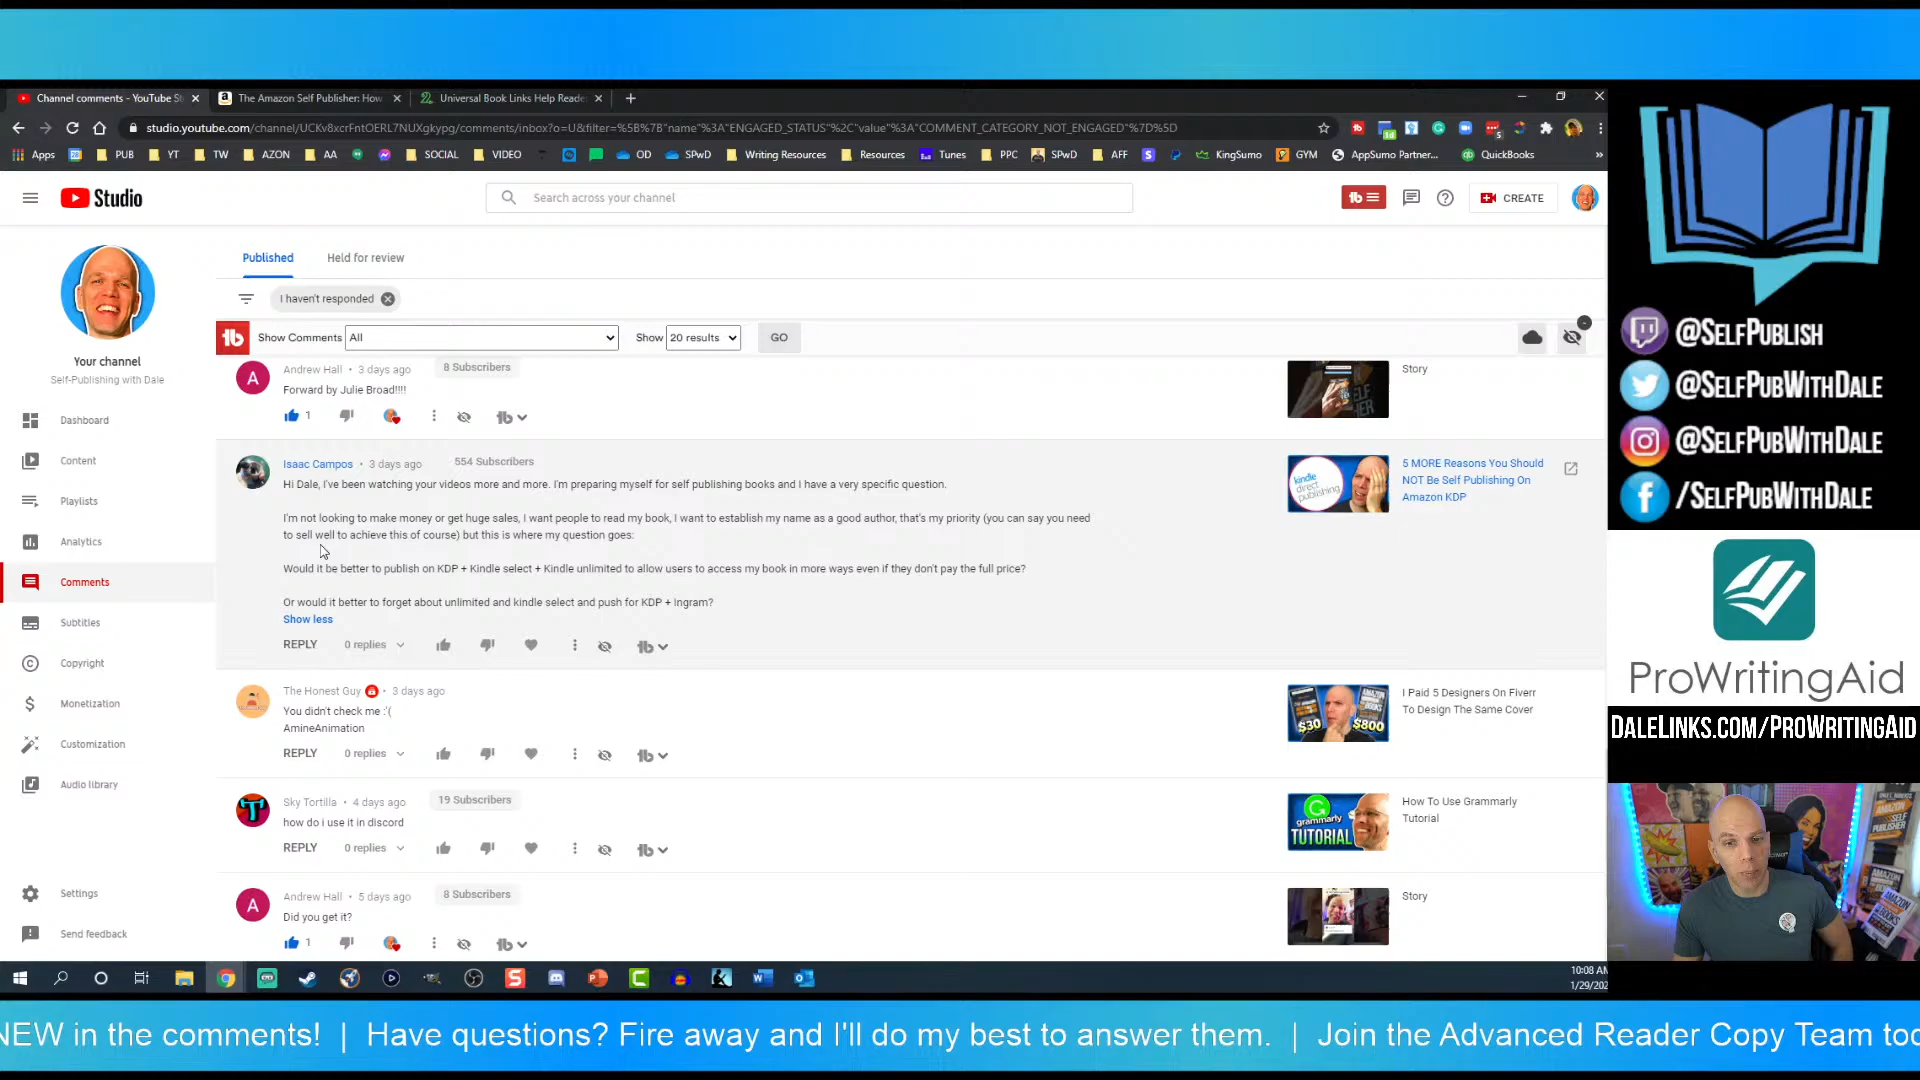 Channel comments - YouTube St
The Amazon Self Publisher: How
Universal Book Links Help Reade
studio.youtube.com/channel/UCKv8xcrFntOERL7NUXgkypg/comments/inbox?o=U&filter=%5B%7B"name"%3A"ENGAGED_STATUS"%2C"value"%3A"COMMENT_CATEGORY_NOT_ENGAGED"%7D%5D
Apps PUB YT TW AZON AA SOCIAL VIDEO OD SPwD Writing Resources Resources Tunes PPC SPwD AFF KingSumo GYM AppSumo Partner... QuickBooks
Studio
Search across your channel
CREATE
Your channel
Self-Publishing with Dale
Dashboard
Content
Playlists
Analytics
Comments
Subtitles
Copyright
Monetization
Customization
Audio library
Settings
Send feedback
Published
Held for review
I haven't responded
Show Comments All Show 20 results GO
Andrew Hall • 3 days ago 8 Subscribers
Forward by Julie Broad!!!!
1
Story
Isaac Campos • 3 days ago 554 Subscribers
Hi Dale, I've been watching your videos more and more. I'm preparing myself for self publishing books and I have a very specific question.
I'm not looking to make money or get huge sales, I want people to read my book, I want to establish my name as a good author, that's my priority (you can say you need
to sell well to achieve this of course) but this is where my question goes:
Would it be better to publish on KDP + Kindle select + Kindle unlimited to allow users to access my book in more ways even if they don't pay the full price?
Or would it better to forget about unlimited and kindle select and push for KDP + Ingram?
Show less
REPLY 0 replies
kindle
direct
publishing
5 MORE Reasons You Should
NOT Be Self Publishing On
Amazon KDP
The Honest Guy • 3 days ago
You didn't check me :'(
AmineAnimation
REPLY 0 replies
$30 $800
I Paid 5 Designers On Fiverr
To Design The Same Cover
Sky Tortilla • 4 days ago 19 Subscribers
how do i use it in discord
REPLY 0 replies
grammarly
TUTORIAL
How To Use Grammarly
Tutorial
Andrew Hall • 5 days ago 8 Subscribers
Did you get it?
1
Story
10:08 AM
1/29/202
@SelfPublish
@SelfPubWithDale
@SelfPubWithDale
/SelfPubWithDale
ProWritingAid
DaleLinks.com/ProWritingAid
NEW in the comments! | Have questions? Fire away and I'll do my best to answer them. | Join the Advanced Reader Copy Team